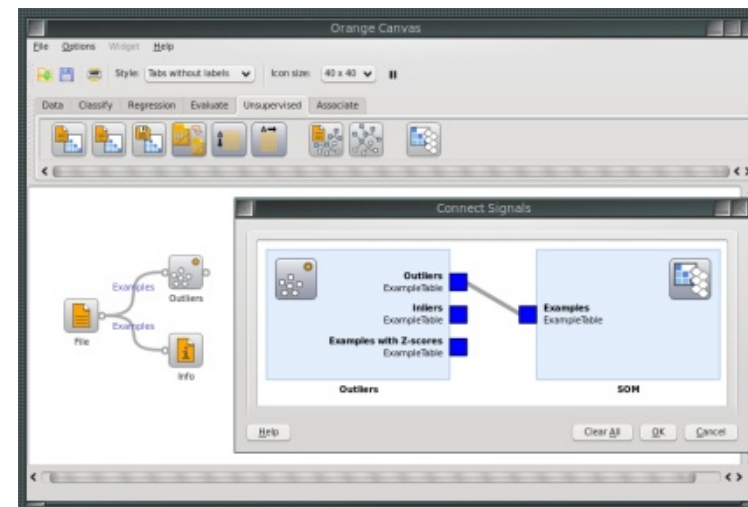 Orange Canvas
File Options Widget Help
Style: Tabs without labels Icon size: 40 x 40
Data Classify Regression Evaluate Unsupervised Associate
Connect Signals
Outliers
ExampleTable
Inliers
ExampleTable
Examples with Z-scores
ExampleTable
Outliers
Examples
ExampleTable
SOM
Help Clear All OK Cancel
File
Examples
Examples
Outliers
Info